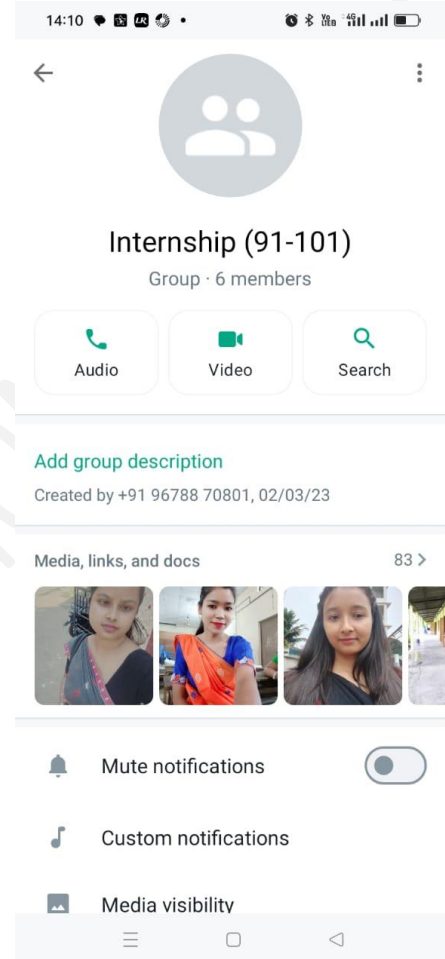 14:10
Internship (91-101)
Group · 6 members
Audio Video Search
Add group description
Created by +91 96788 70801, 02/03/23
Media, links, and docs 83 >
Mute notifications
Custom notifications
Media visibility